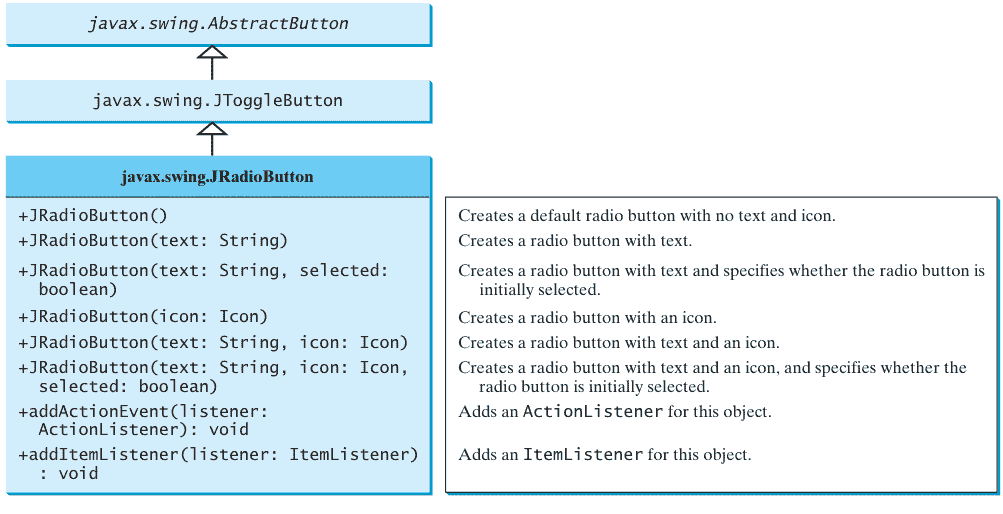 javax.swing.AbstractButton
javax.swing.JToggleButton
javax.swing.JRadioButton
+JRadioButton()
Creates a default radio button with no text and icon.
+JRadioButton(text: String)
Creates a radio button with text.
+JRadioButton(text: String, selected:
boolean)
Creates a radio button with text and specifies whether the radio button is
initially selected.
+JRadioButton(icon: Icon)
Creates a radio button with an icon.
+JRadioButton(text: String, icon: Icon)
Creates a radio button with text and an icon.
+JRadioButton(text: String, icon: Icon,
selected: boolean)
Creates a radio button with text and an icon, and specifies whether the
radio button is initially selected.
+addActionEvent(listener:
ActionListener): void
Adds an ActionListener for this object.
+addItemListener(listener: ItemListener)
: void
Adds an ItemListener for this object.